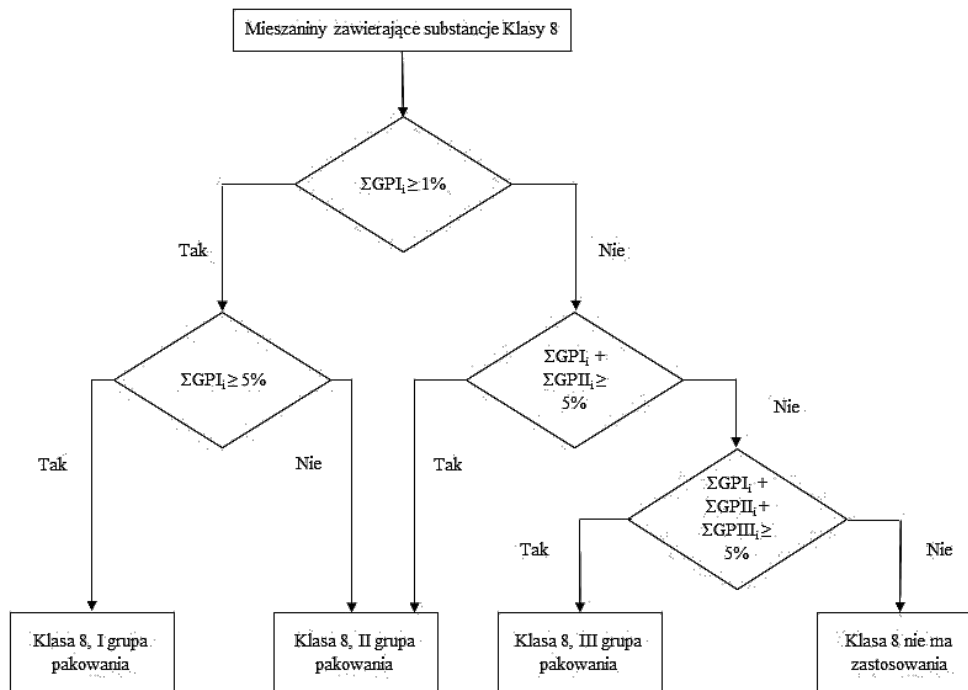 Mieszaniny zawierające substancje Klasy 8
ΣGPIᵢ ≥ 1%
Tak
Nie
ΣGPIᵢ ≥ 5%
ΣGPIᵢ +
ΣGPIIᵢ ≥
5%
Tak
Nie
Tak
Nie
ΣGPIᵢ +
ΣGPIIᵢ +
ΣGPIIIᵢ ≥
5%
Tak
Nie
Klasa 8, I grupa
pakowania
Klasa 8, II grupa
pakowania
Klasa 8, III grupa
pakowania
Klasa 8 nie ma
zastosowania